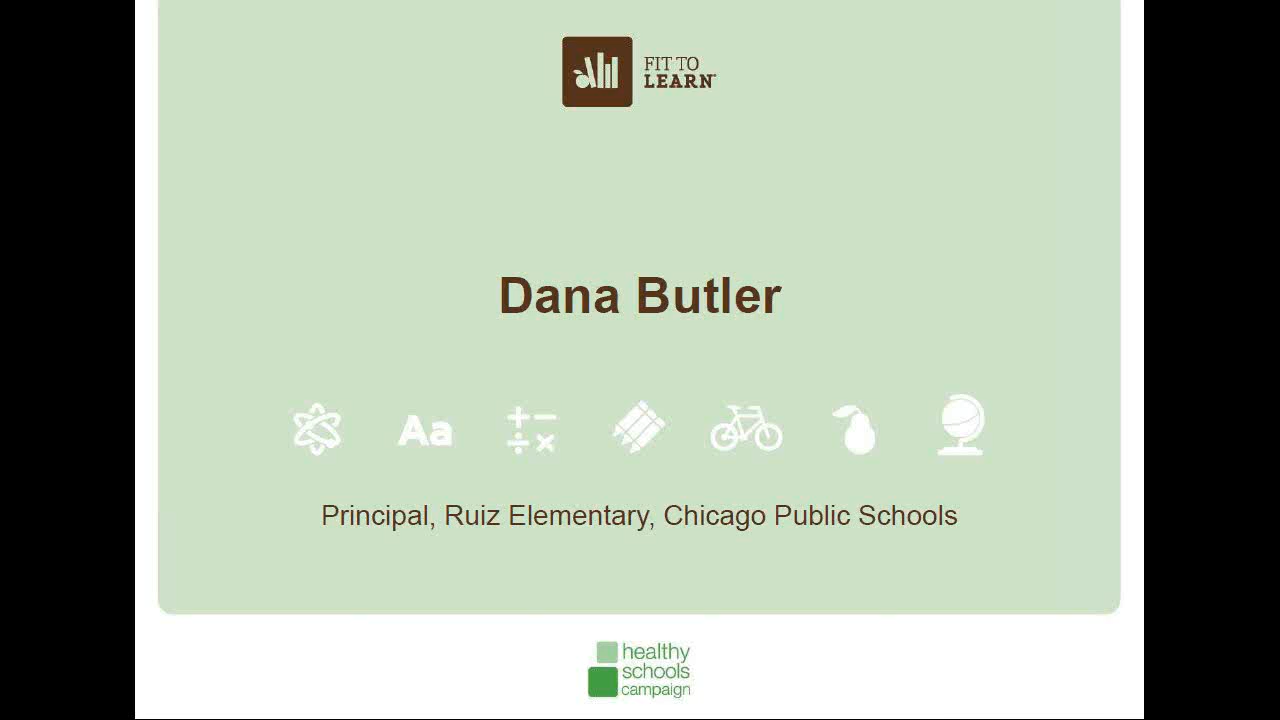 FIT TO
LEARN
Dana Butler
Aa
Principal, Ruiz Elementary, Chicago Public Schools
healthy
schools
campaign